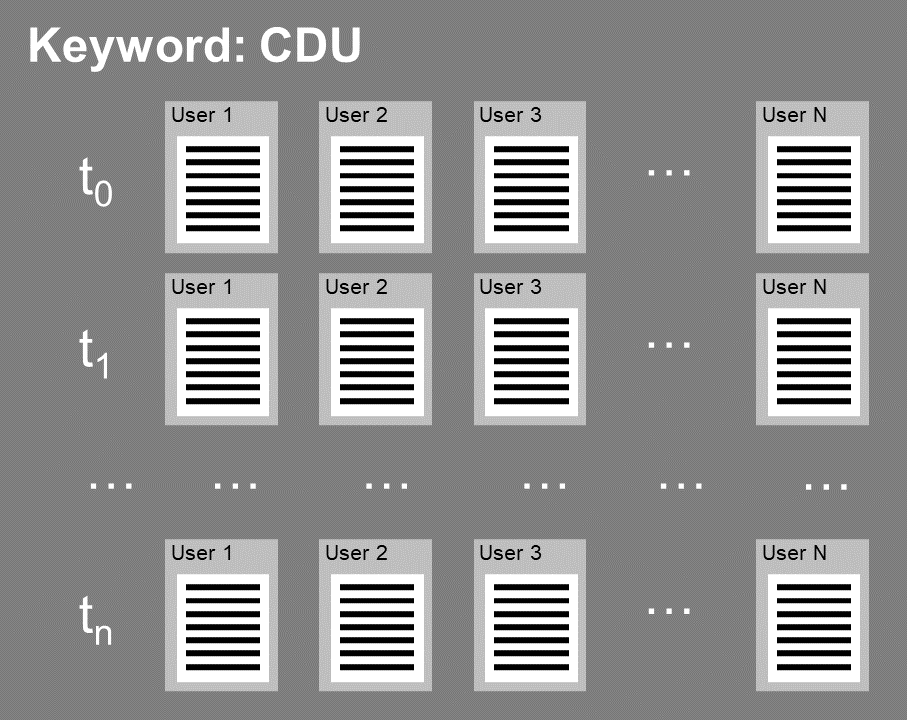 Keyword: CDU
User 1 User 2 User 3 User N
t0 ...
User 1 User 2 User 3 User N
t1 ...
... ... ... ... ... ...
User 1 User 2 User 3 User N
tn ...